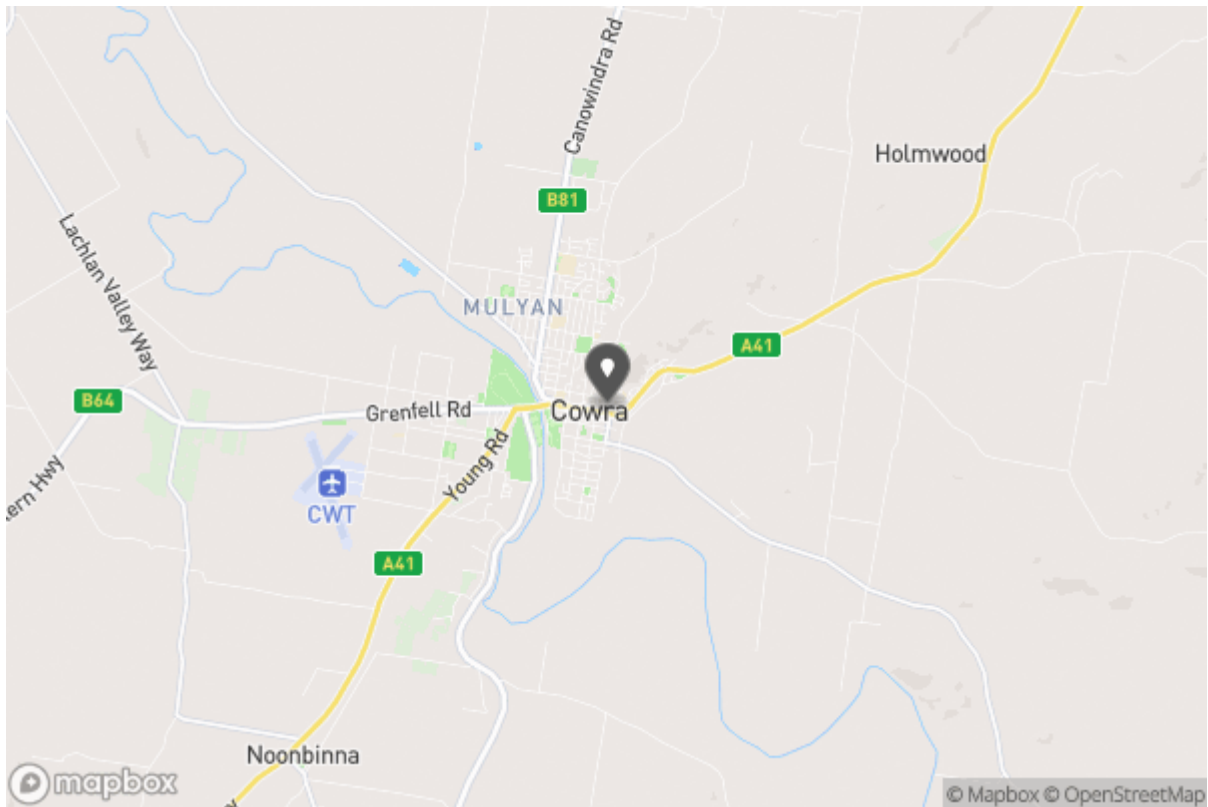 Canowindra Rd
Holmwood
B81
Lachlan Valley Way
MULYAN
A41
B64
Grenfell Rd
Cowra
Young Rd
ern Hwy
CWT
A41
Noonbinna
mapbox
© Mapbox © OpenStreetMap